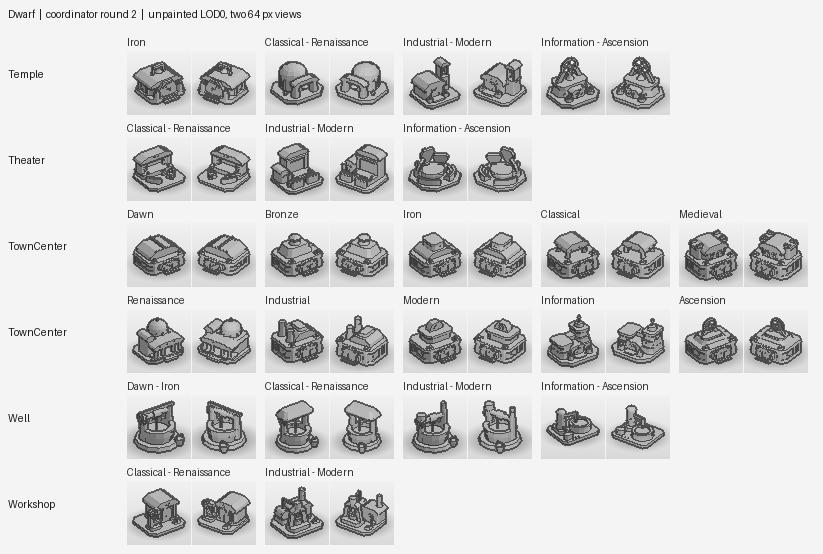 Dwarf | coordinator round 2 | unpainted LOD0, two 64 px views
Iron Classical - Renaissance Industrial - Modern Information - Ascension
Temple
Classical - Renaissance Industrial - Modern Information - Ascension
Theater
Dawn Bronze Iron Classical Medieval
TownCenter
Renaissance Industrial Modern Information Ascension
TownCenter
Dawn - Iron Classical - Renaissance Industrial - Modern Information - Ascension
Well
Classical - Renaissance Industrial - Modern
Workshop